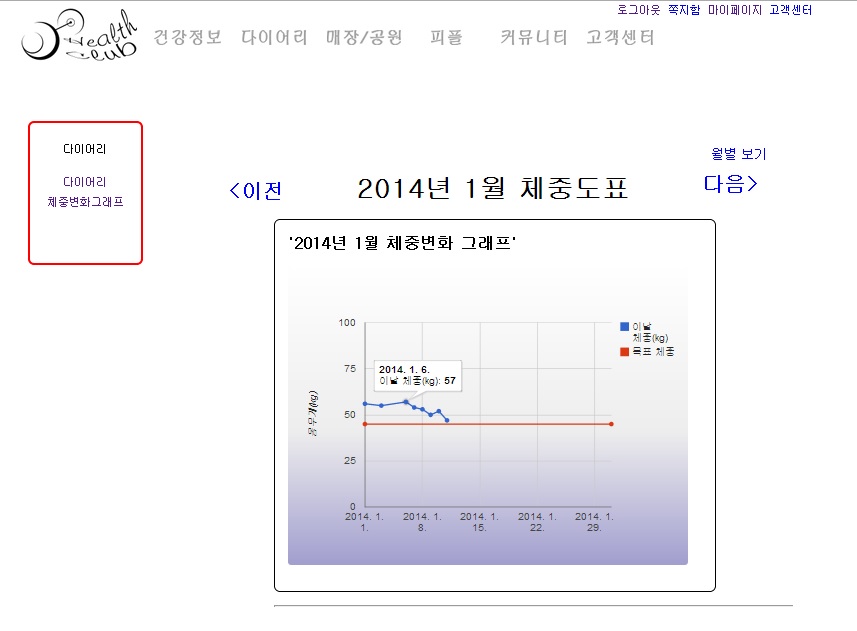 로그아웃 쪽지함 마이페이지 고객센터
Health Club
건강정보 다이어리 매장/공원 피플 커뮤니티 고객센터
다이어리
다이어리
체중변화그래프
월별 보기
<이전 2014년 1월 체중도표 다음>
'2014년 1월 체중변화 그래프'
100
75
50
25
0
몸무게(kg)
2014. 1. 6.
이날 체중(kg): 57
이날
체중(kg)
목표 체중
2014. 1. 2014. 1. 2014. 1. 2014. 1. 2014. 1.
1. 8. 15. 22. 29.